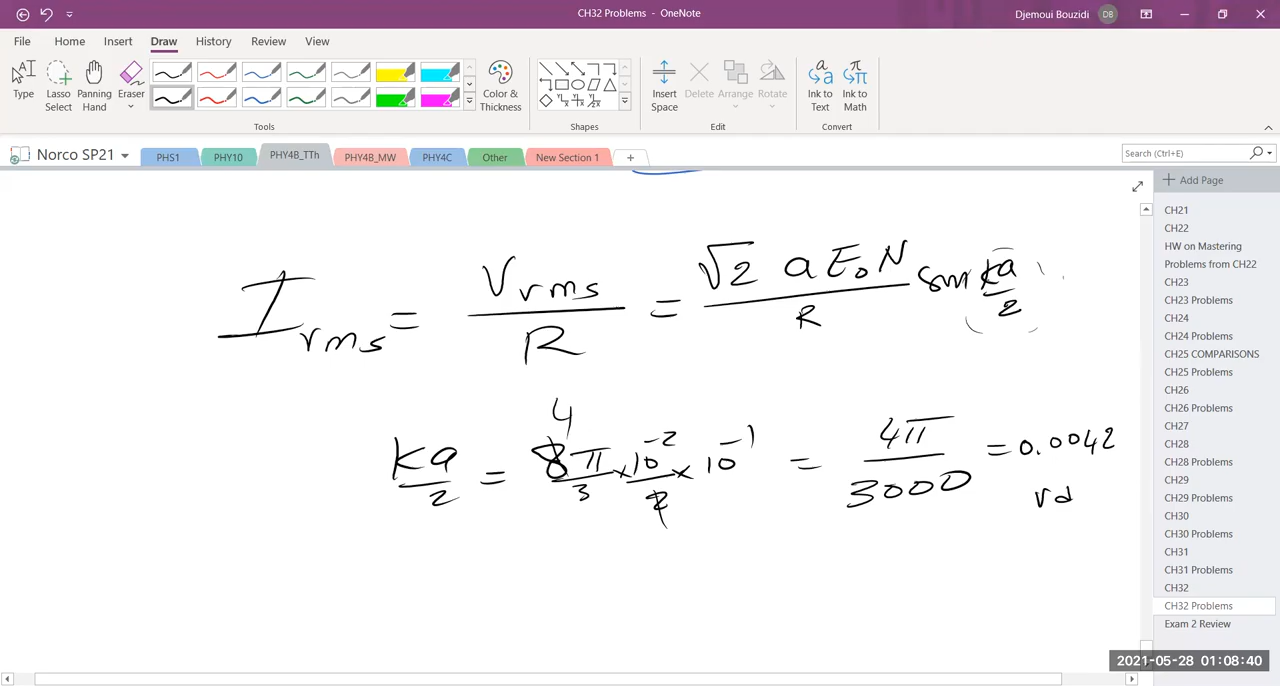 CH32 Problems - OneNote
Djemoui Bouzidi DB
File Home Insert Draw History Review View
Type Lasso Select Panning Hand Eraser
Color & Thickness
Insert Space Delete Arrange Rotate
Ink to Text Ink to Math
Tools Shapes Edit Convert
Norco SP21 PHS1 PHY10 PHY4B_TTh PHY4B_MW PHY4C Other New Section 1 +
Search (Ctrl+E)
Add Page
CH21
CH22
HW on Mastering
Problems from CH22
CH23
CH23 Problems
CH24
CH24 Problems
CH25 COMPARISONS
CH25 Problems
CH26
CH26 Problems
CH27
CH28
CH28 Problems
CH29
CH29 Problems
CH30
CH30 Problems
CH31
CH31 Problems
CH32
CH32 Problems
Exam 2 Review
I_rms = V_rms / R = √2 a E₀ N / R sin (ka / 2)
4
ka / 2 = 8π / 3 × 10⁻² / 2 × 10⁻¹ = 4π / 3000 = 0.0042
rd
2021-05-28 01:08:40